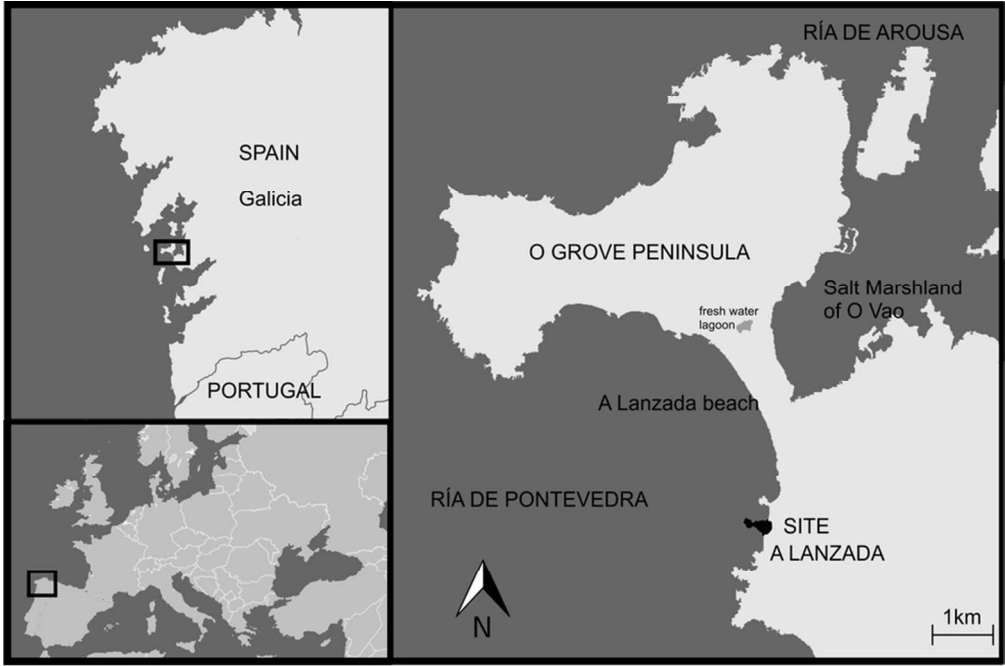 SPAIN
Galicia
PORTUGAL
RÍA DE AROUSA
O GROVE PENINSULA
Salt Marshland
of O Vao
fresh water
lagoon
A Lanzada beach
RÍA DE PONTEVEDRA
SITE
A LANZADA
N
1km